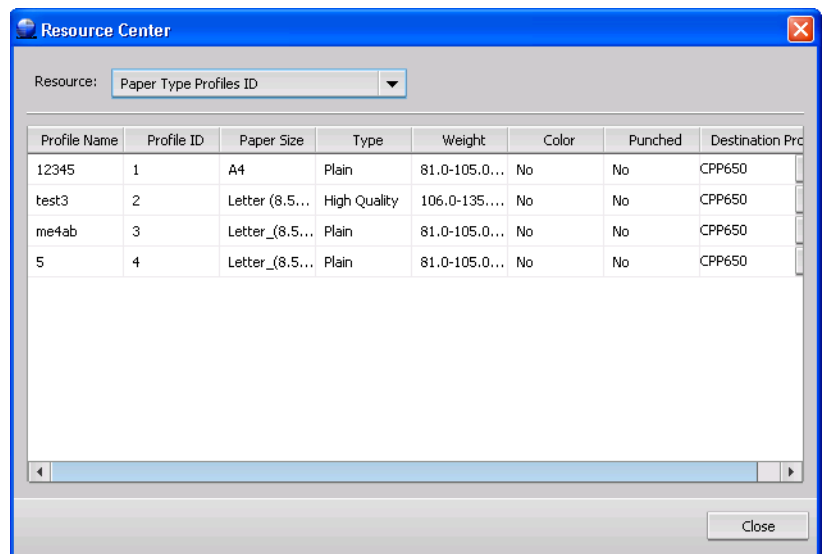 Resource Center
Resource: Paper Type Profiles ID
Profile Name Profile ID Paper Size Type Weight Color Punched Destination Pro
12345 1 A4 Plain 81.0-105.0... No No CPP650
test3 2 Letter (8.5... High Quality 106.0-135.... No No CPP650
me4ab 3 Letter_(8.5... Plain 81.0-105.0... No No CPP650
5 4 Letter_(8.5... Plain 81.0-105.0... No No CPP650
Close